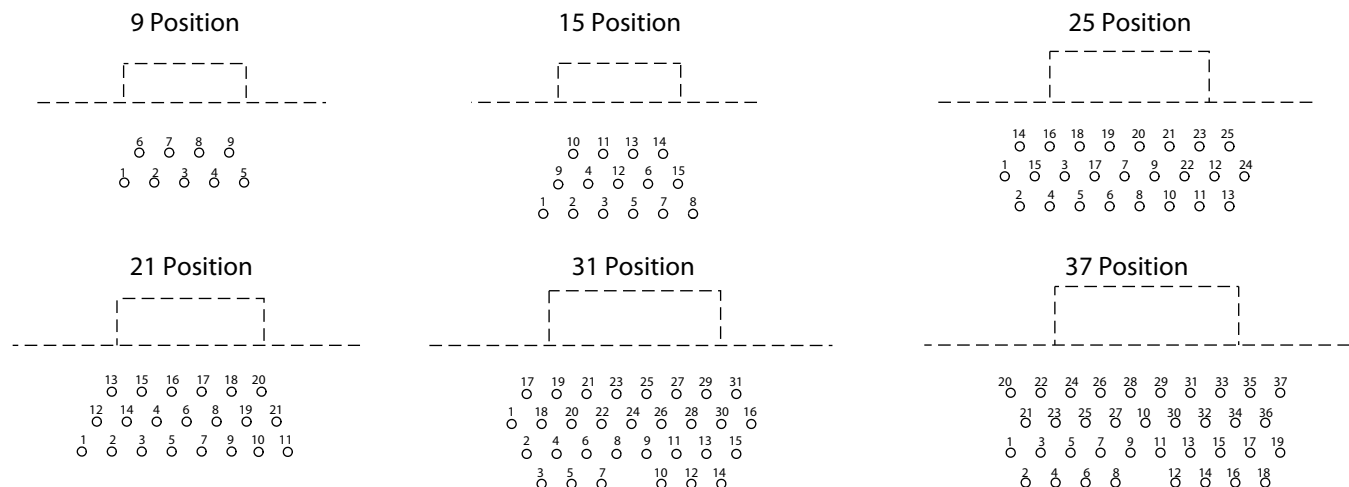 9 Position
15 Position
25 Position
6 7 8 9
1 2 3 4 5
10 11 13 14
9 4 12 6 15
1 2 3 5 7 8
14 16 18 19 20 21 23 25
1 15 3 17 7 9 22 12 24
2 4 5 6 8 10 11 13
21 Position
31 Position
37 Position
13 15 16 17 18 20
12 14 4 6 8 19 21
1 2 3 5 7 9 10 11
17 19 21 23 25 27 29 31
1 18 20 22 24 26 28 30 16
2 4 6 8 9 11 13 15
3 5 7 10 12 14
20 22 24 26 28 29 31 33 35 37
21 23 25 27 10 30 32 34 36
1 3 5 7 9 11 13 15 17 19
2 4 6 8 12 14 16 18